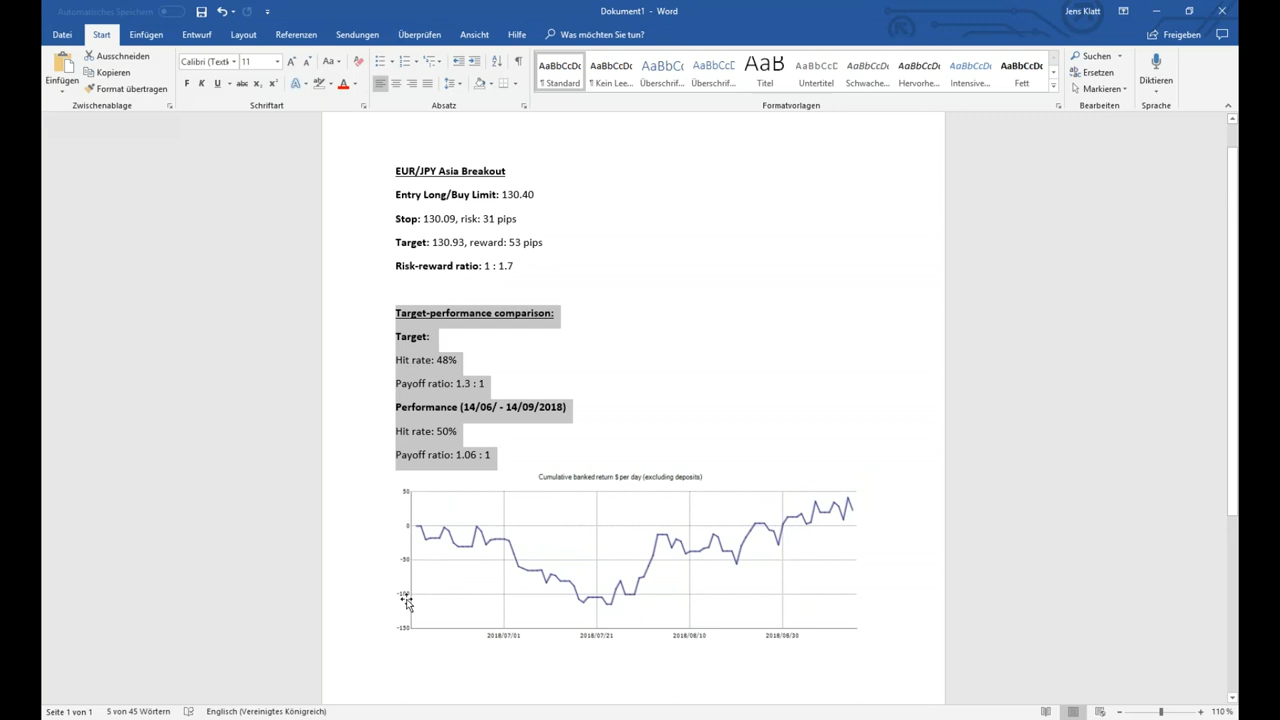 Automatisches Speichern
Dokument1 - Word
Jens Klatt
Datei Start Einfügen Entwurf Layout Referenzen Sendungen Überprüfen Ansicht Hilfe Was möchten Sie tun? Freigeben
Einfügen
Ausschneiden
Kopieren
Format übertragen
Zwischenablage
Calibri (Textk 11
F K U abc x₂ x²
Schriftart
Absatz
AaBbCcDc AaBbCcDc AaBbCcD AaBbCcD AaB AaBbCcD AaBbCcDc AaBbCcDc AaBbCcDc AaBbCcDc
¶ Standard ¶ Kein Lee... Überschrif... Überschrif... Titel Untertitel Schwache... Hervorhe... Intensive... Fett
Formatvorlagen
Suchen
Ersetzen
Markieren
Bearbeiten
Diktieren
Sprache
EUR/JPY Asia Breakout
Entry Long/Buy Limit: 130.40
Stop: 130.09, risk: 31 pips
Target: 130.93, reward: 53 pips
Risk-reward ratio: 1 : 1.7
Target-performance comparison:
Target:
Hit rate: 48%
Payoff ratio: 1.3 : 1
Performance (14/06/ - 14/09/2018)
Hit rate: 50%
Payoff ratio: 1.06 : 1
Cumulative banked return $ per day (excluding deposits)
50
0
-50
-150
2018/07/01 2018/07/21 2018/08/10 2018/08/30
Seite 1 von 1 5 von 45 Wörtern Englisch (Vereinigtes Königreich) 110 %